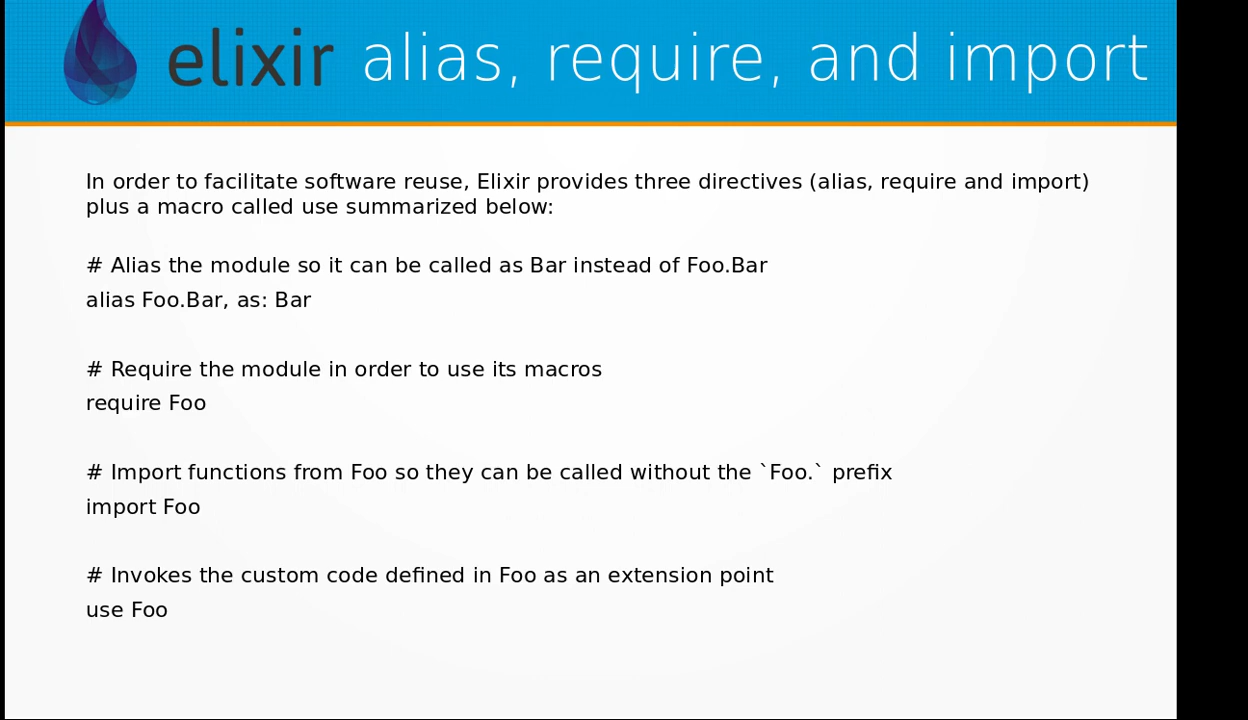 elixir alias, require, and import
In order to facilitate software reuse, Elixir provides three directives (alias, require and import)
plus a macro called use summarized below:
# Alias the module so it can be called as Bar instead of Foo.Bar
alias Foo.Bar, as: Bar
# Require the module in order to use its macros
require Foo
# Import functions from Foo so they can be called without the `Foo.` prefix
import Foo
# Invokes the custom code defined in Foo as an extension point
use Foo